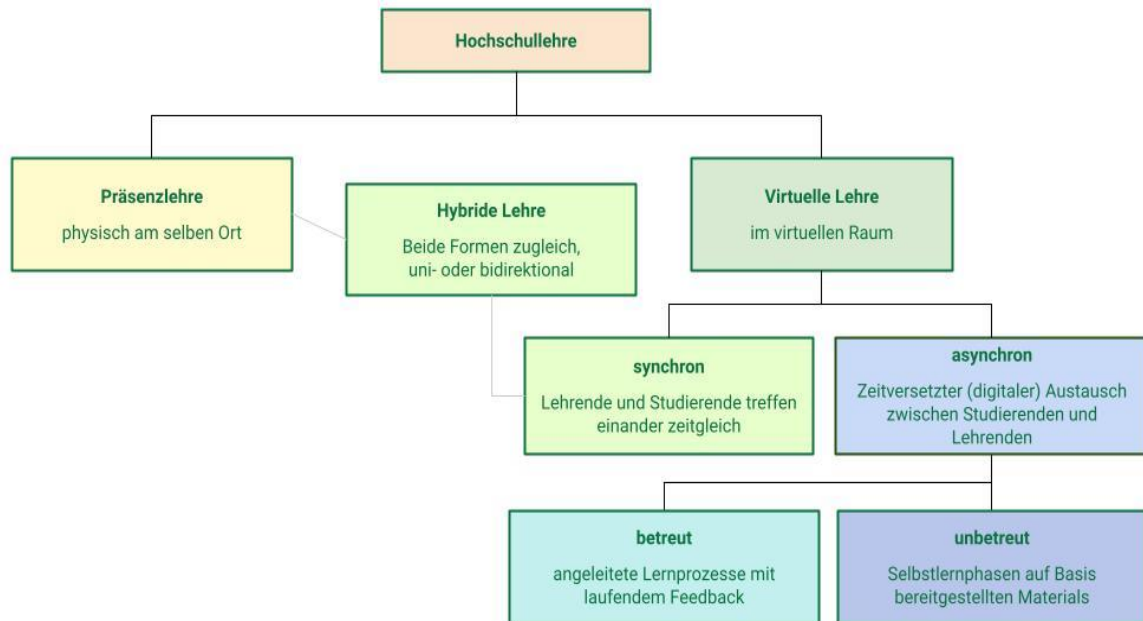 Hochschullehre
Präsenzlehre
physisch am selben Ort
Hybride Lehre
Beide Formen zugleich,
uni- oder bidirektional
Virtuelle Lehre
im virtuellen Raum
synchron
Lehrende und Studierende treffen
einander zeitgleich
asynchron
Zeitversetzter (digitaler) Austausch
zwischen Studierenden und
Lehrenden
betreut
angeleitete Lernprozesse mit
laufendem Feedback
unbetreut
Selbstlernphasen auf Basis
bereitgestellten Materials